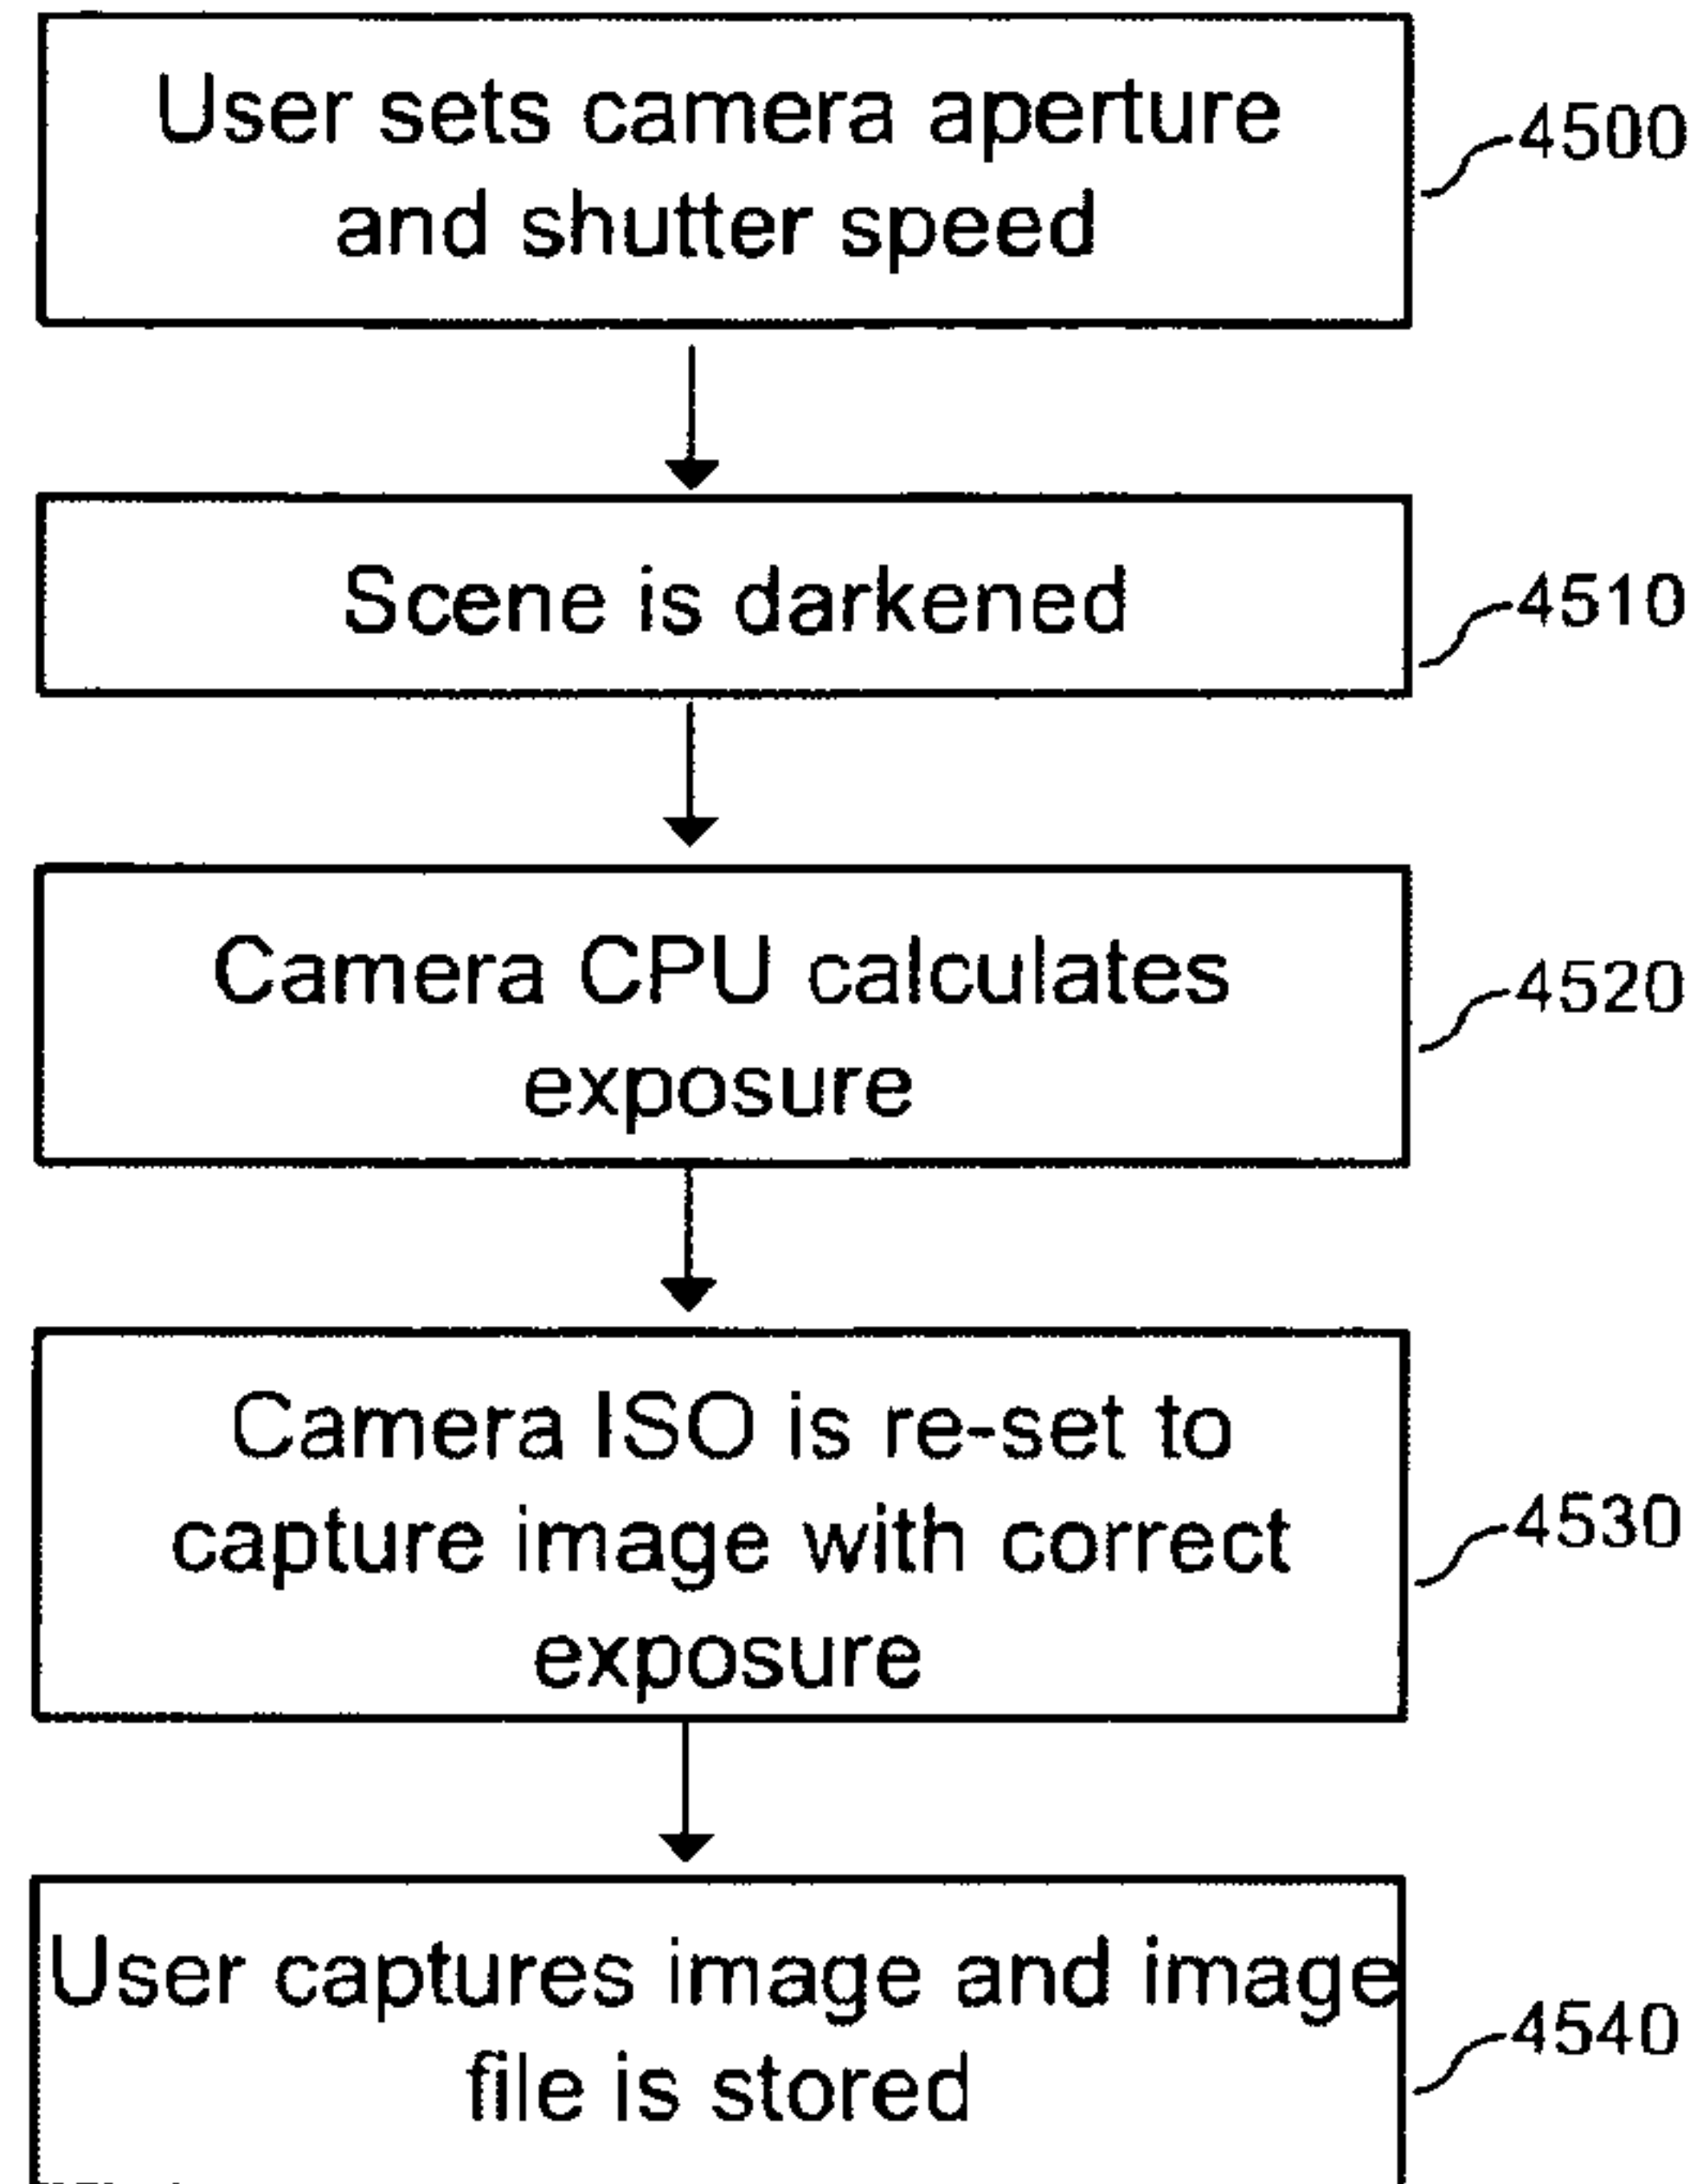 User sets camera aperture
and shutter speed
4500
Scene is darkened
4510
Camera CPU calculates
exposure
4520
Camera ISO is re-set to
capture image with correct
exposure
4530
User captures image and image
file is stored
4540